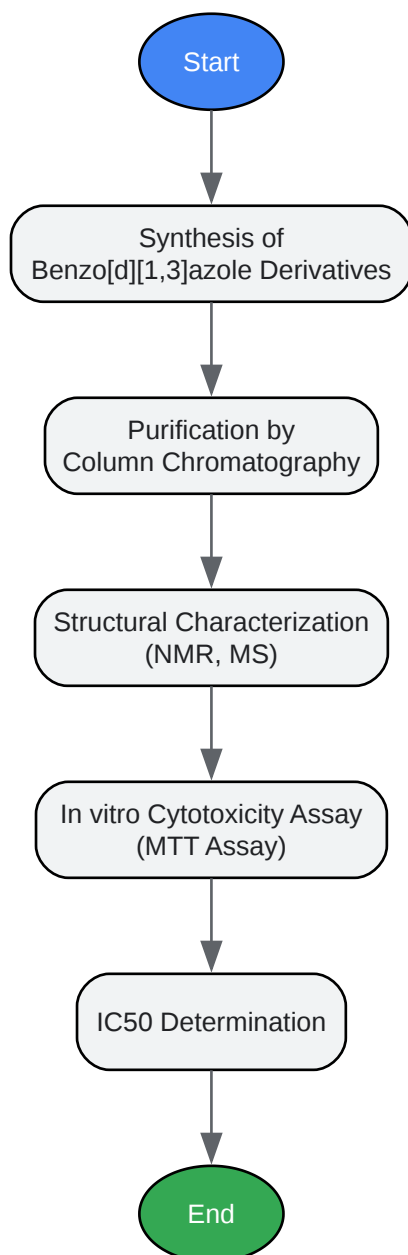 Start
Synthesis of
Benzo[d][1,3]azole Derivatives
Purification by
Column Chromatography
Structural Characterization
(NMR, MS)
In vitro Cytotoxicity Assay
(MTT Assay)
IC50 Determination
End